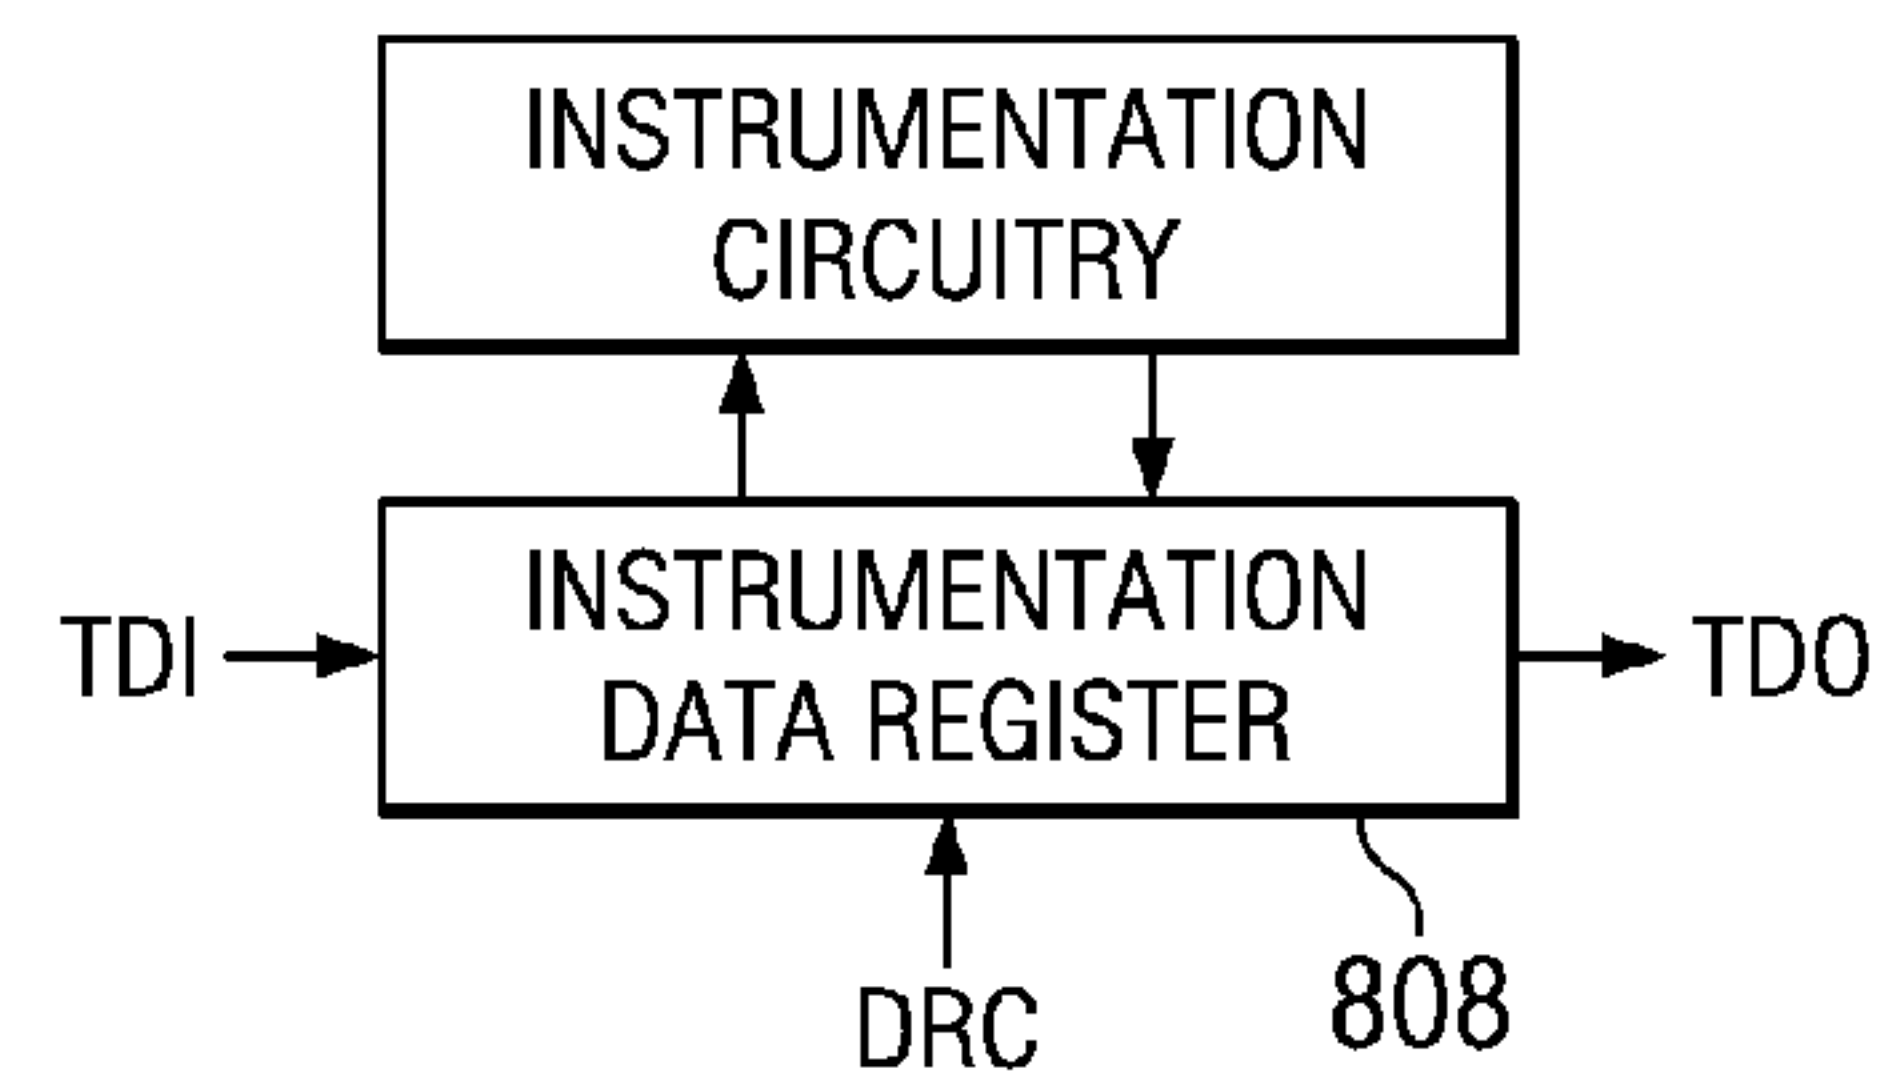 INSTRUMENTATION
CIRCUITRY
INSTRUMENTATION
DATA REGISTER
TDI
TDO
DRC
808